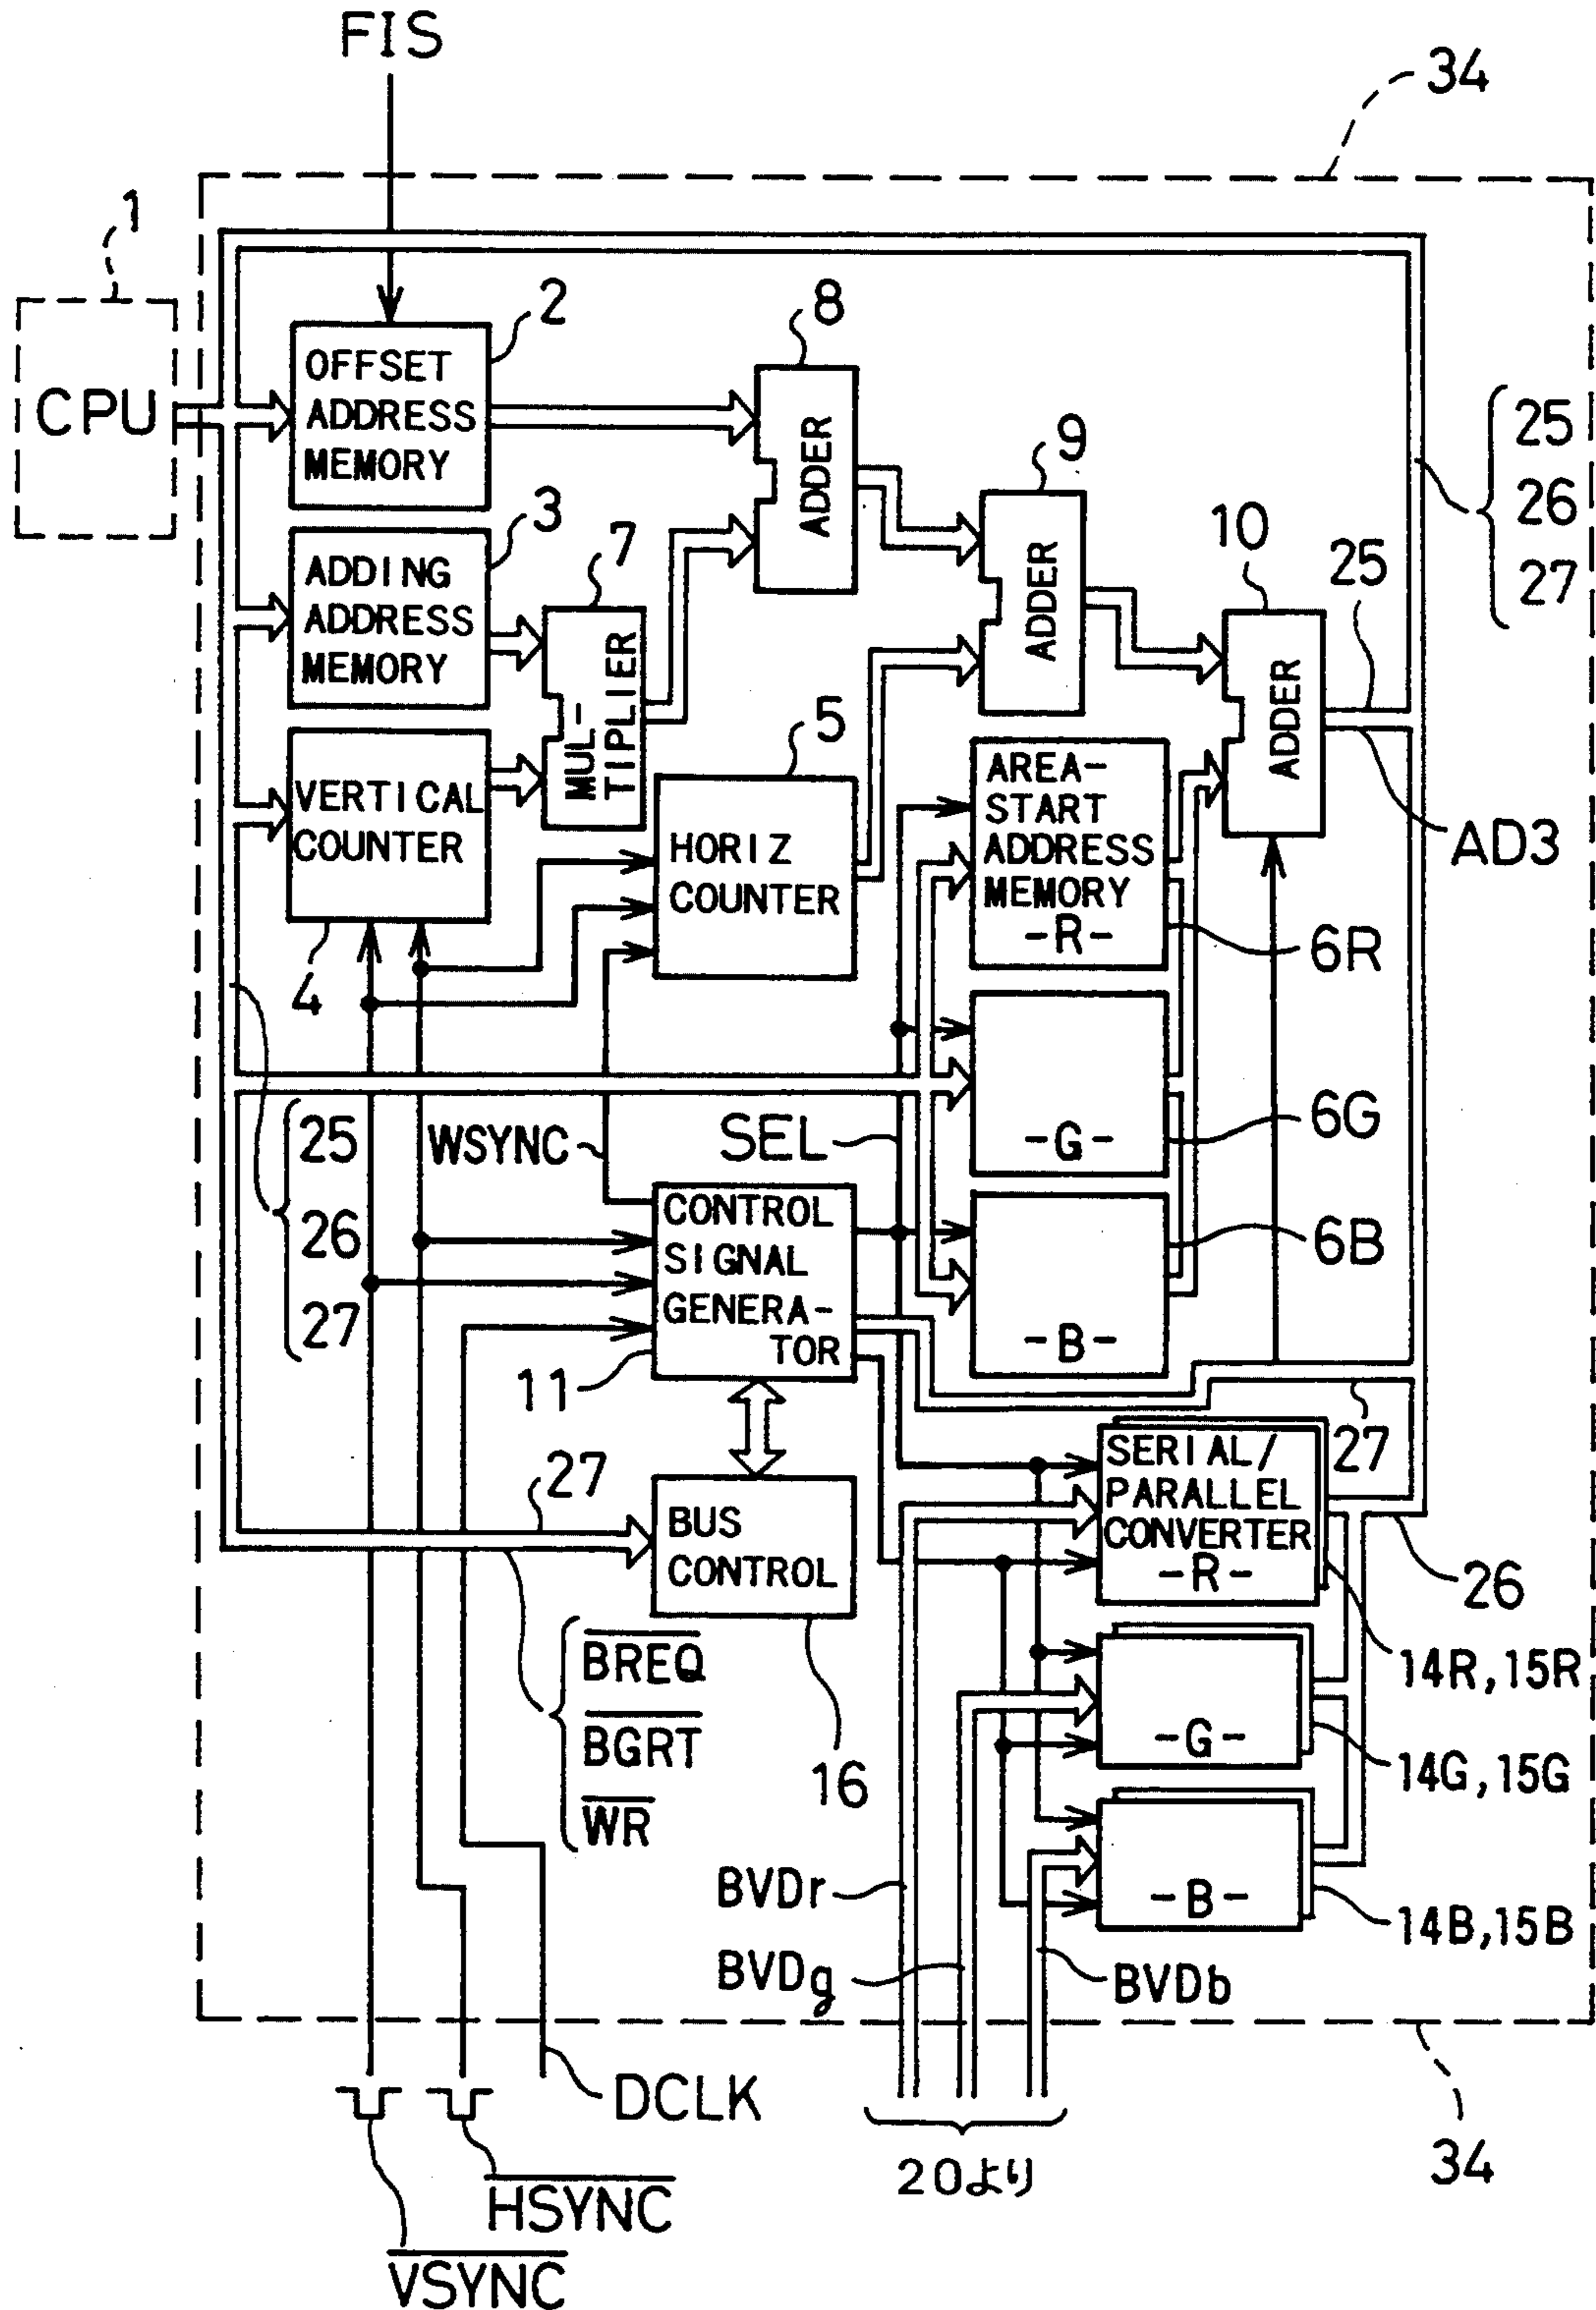 FIS
34
1
CPU
2
OFFSET
ADDRESS
MEMORY
8
ADDER
9
ADDER
25
26
27
3
ADDING
ADDRESS
MEMORY
7
MUL-
TIPLIER
10
ADDER
25
AD3
VERTICAL
COUNTER
4
5
HORIZ
COUNTER
AREA-
START
ADDRESS
MEMORY
-R-
6R
-G-
6G
-B-
6B
25
26
27
WSYNC
SEL
CONTROL
SIGNAL
GENERA-
TOR
11
27
27
BUS
CONTROL
16
SERIAL/
PARALLEL
CONVERTER
-R-
26
14R,15R
-G-
14G,15G
-B-
14B,15B
BREQ
BGRT
WR
BVDr
BVDg
BVDb
DCLK
HSYNC
VSYNC
20より
34